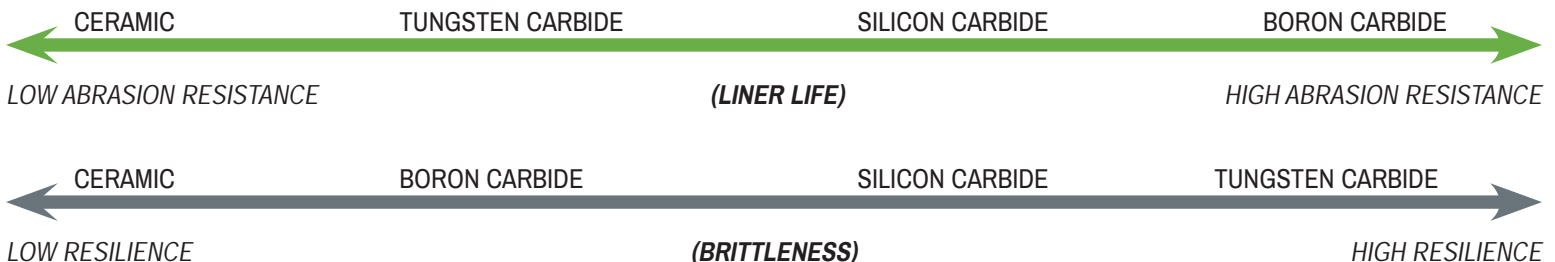 CERAMIC TUNGSTEN CARBIDE SILICON CARBIDE BORON CARBIDE
LOW ABRASION RESISTANCE (LINER LIFE) HIGH ABRASION RESISTANCE
CERAMIC BORON CARBIDE SILICON CARBIDE TUNGSTEN CARBIDE
LOW RESILIENCE (BRITTLENESS) HIGH RESILIENCE